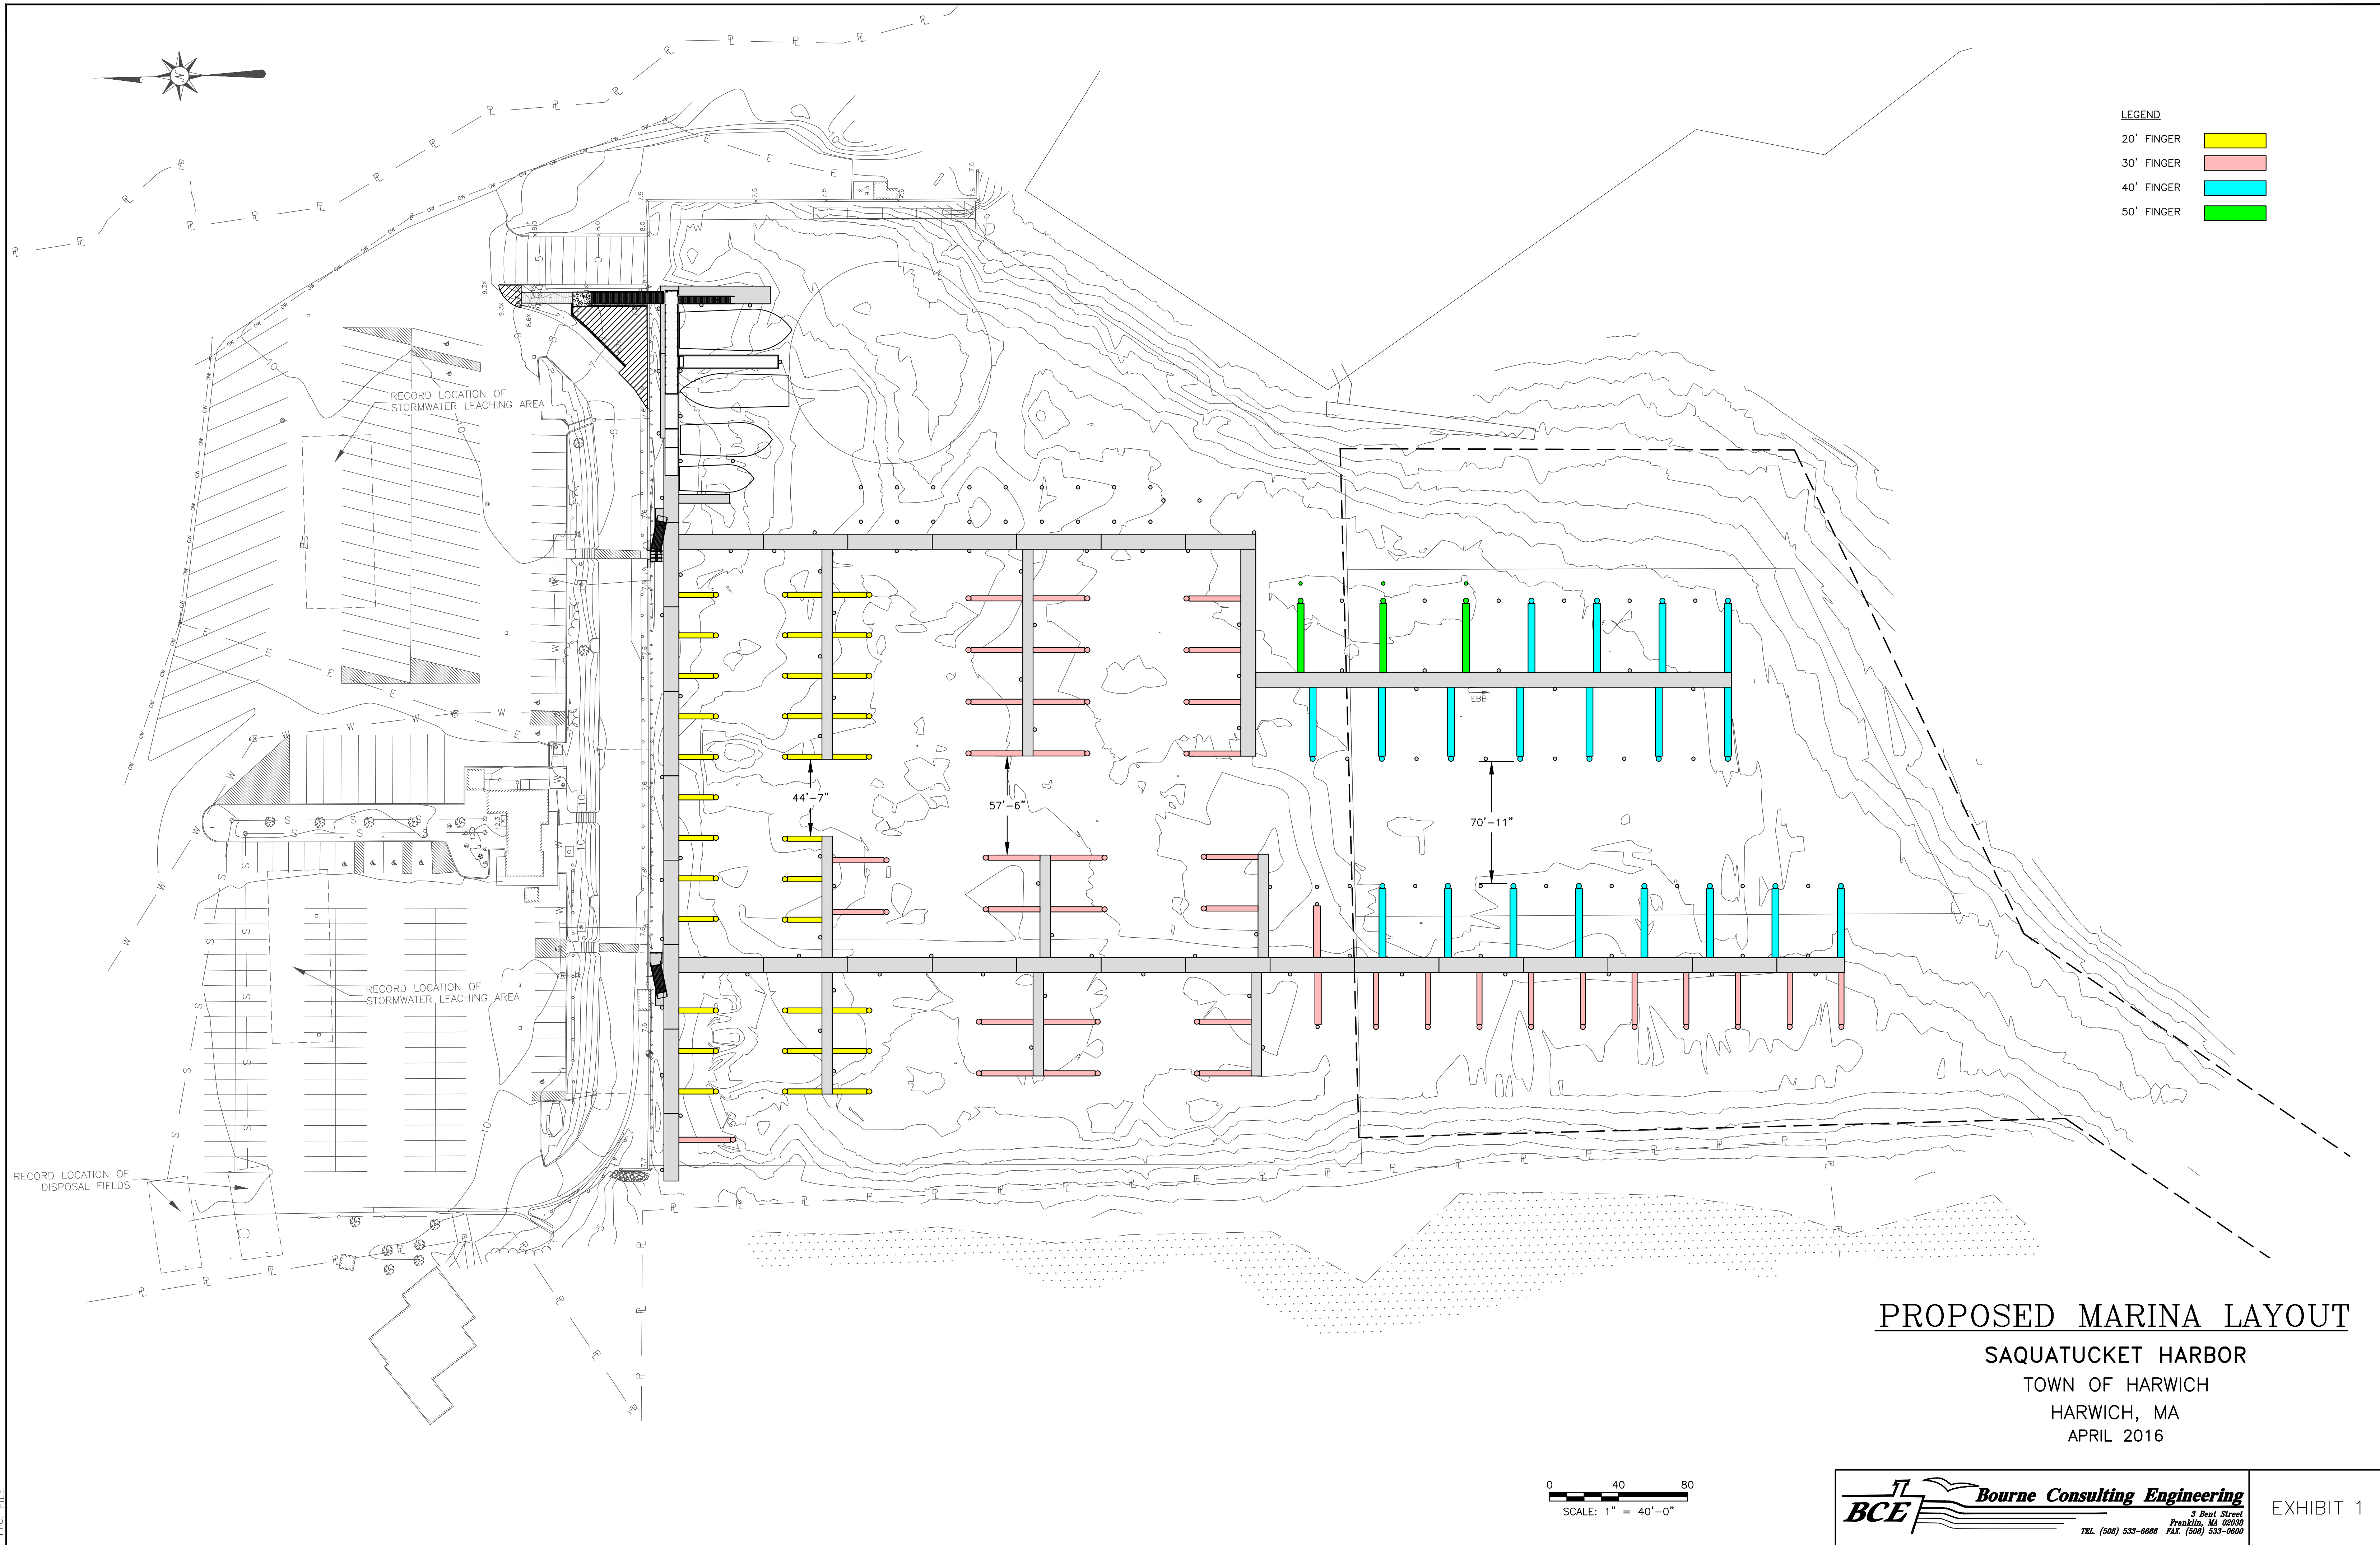 LEGEND
20' FINGER
30' FINGER
40' FINGER
50' FINGER
RECORD LOCATION OF
STORMWATER LEACHING AREA
44'-7"
57'-6"
70'-11"
EBB
RECORD LOCATION OF
STORMWATER LEACHING AREA
RECORD LOCATION OF
DISPOSAL FIELDS
PROPOSED MARINA LAYOUT
SAQUATUCKET HARBOR
TOWN OF HARWICH
HARWICH, MA
APRIL 2016
0 40 80
SCALE: 1" = 40'-0"
BCE
Bourne Consulting Engineering
3 Bent Street
Franklin, MA 02038
TEL. (508) 533-6666 FAX. (508) 533-0600
EXHIBIT 1